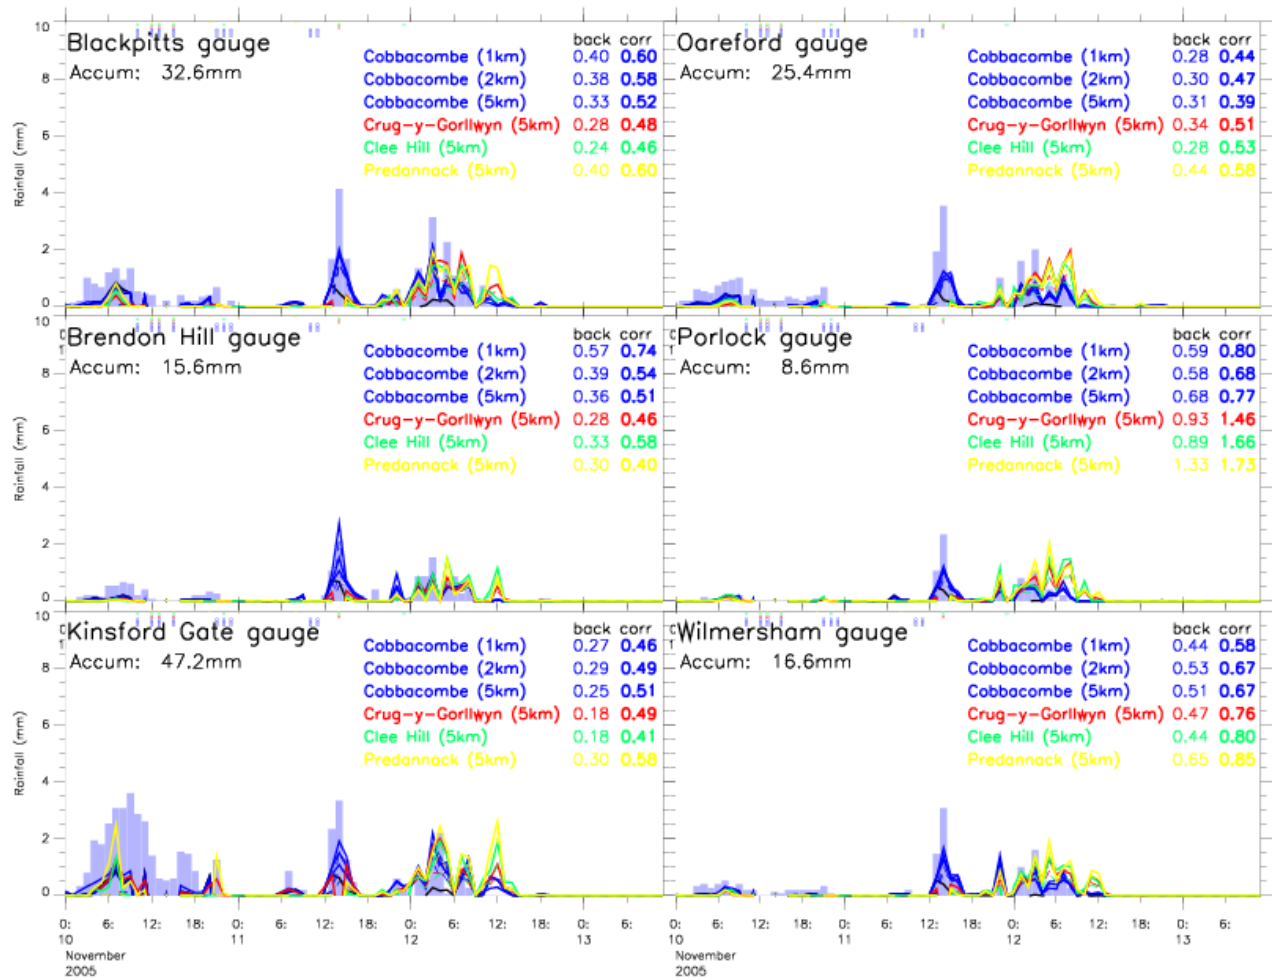 Blackpitts gauge
Accum: 32.6mm
back corr
Cobbacombe (1km) 0.40 0.60
Cobbacombe (2km) 0.38 0.58
Cobbacombe (5km) 0.33 0.52
Crug-y-Gorllwyn (5km) 0.28 0.48
Clee Hill (5km) 0.24 0.46
Predannack (5km) 0.40 0.60
10
8
6
4
2
0
Rainfall (mm)
Oareford gauge
Accum: 25.4mm
back corr
Cobbacombe (1km) 0.28 0.44
Cobbacombe (2km) 0.30 0.47
Cobbacombe (5km) 0.31 0.39
Crug-y-Gorllwyn (5km) 0.34 0.51
Clee Hill (5km) 0.28 0.53
Predannack (5km) 0.44 0.58
Brendon Hill gauge
Accum: 15.6mm
back corr
Cobbacombe (1km) 0.57 0.74
Cobbacombe (2km) 0.39 0.54
Cobbacombe (5km) 0.36 0.51
Crug-y-Gorllwyn (5km) 0.28 0.46
Clee Hill (5km) 0.33 0.58
Predannack (5km) 0.30 0.40
10
8
6
4
2
0
Rainfall (mm)
Porlock gauge
Accum: 8.6mm
back corr
Cobbacombe (1km) 0.59 0.80
Cobbacombe (2km) 0.58 0.68
Cobbacombe (5km) 0.68 0.77
Crug-y-Gorllwyn (5km) 0.93 1.46
Clee Hill (5km) 0.89 1.66
Predannack (5km) 1.33 1.73
Kinsford Gate gauge
Accum: 47.2mm
back corr
Cobbacombe (1km) 0.27 0.46
Cobbacombe (2km) 0.29 0.49
Cobbacombe (5km) 0.25 0.51
Crug-y-Gorllwyn (5km) 0.18 0.49
Clee Hill (5km) 0.18 0.41
Predannack (5km) 0.30 0.58
10
8
6
4
2
0
Rainfall (mm)
Wilmersham gauge
Accum: 16.6mm
back corr
Cobbacombe (1km) 0.44 0.58
Cobbacombe (2km) 0.53 0.67
Cobbacombe (5km) 0.51 0.67
Crug-y-Gorllwyn (5km) 0.47 0.76
Clee Hill (5km) 0.44 0.80
Predannack (5km) 0.65 0.85
0: 6: 12: 18: 0: 6: 12: 18: 0: 6: 12: 18: 0: 6:
10 11 12 13
November
2005
0: 6: 12: 18: 0: 6: 12: 18: 0: 6: 12: 18: 0: 6:
10 11 12 13
November
2005